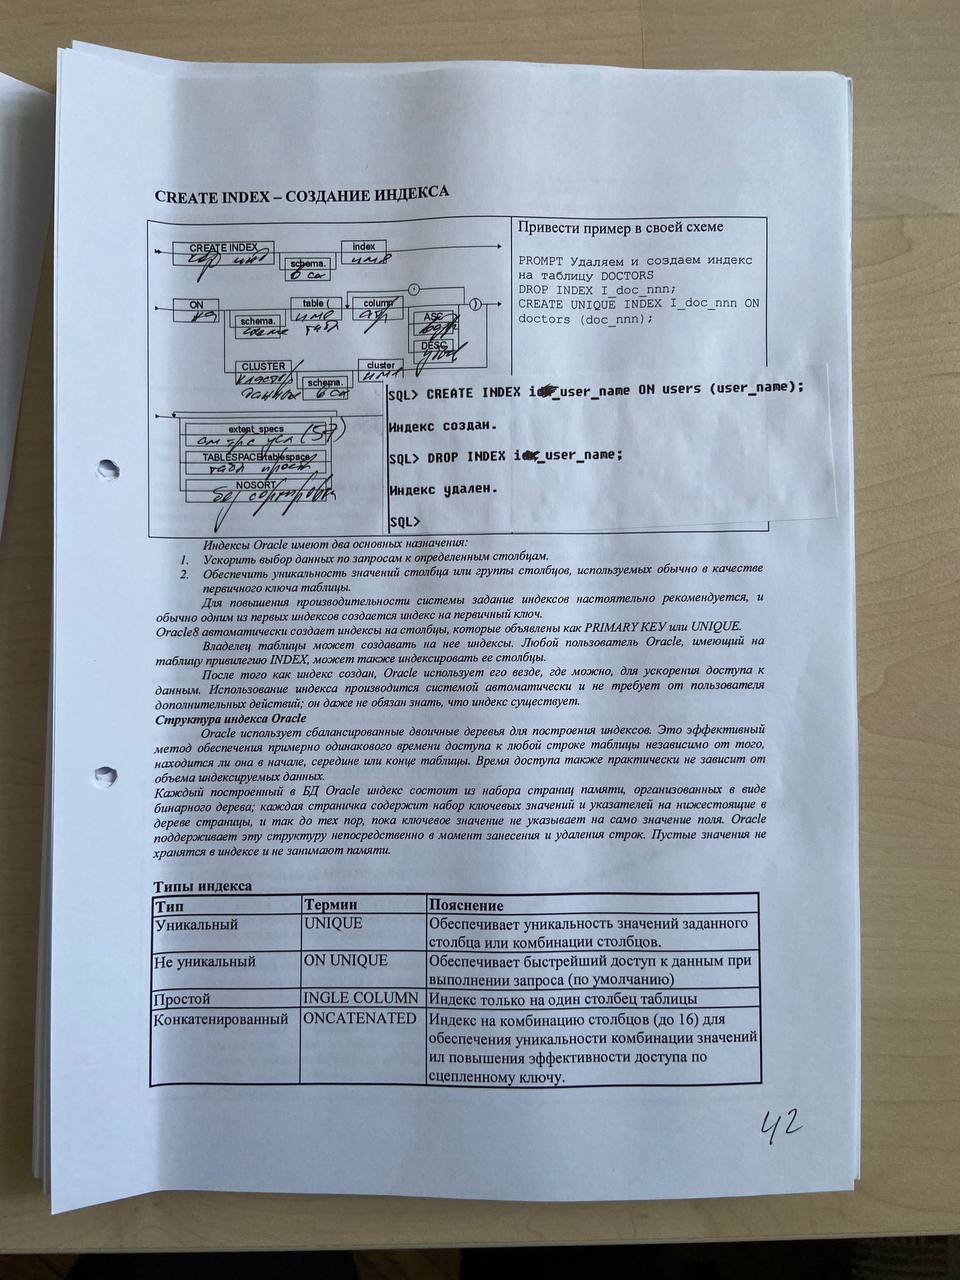 CREATE INDEX – СОЗДАНИЕ ИНДЕКСА
CREATE INDEX
schema.
index
имя
ON
на
schema.
схема
table (
имя
табл
column
атр
,
)
ASC
DESC
CLUSTER
кластер
данных
schema.
в сх
cluster
имя
extent_specs
TABLESPACE tablespace
табл прост
NOSORT
без сортировки
Привести пример в своей схеме
PROMPT Удаляем и создаем индекс
на таблицу DOCTORS
DROP INDEX I_doc_nnn;
CREATE UNIQUE INDEX I_doc_nnn ON
doctors (doc_nnn);
SQL> CREATE INDEX i_user_name ON users (user_name);
Индекс создан.
SQL> DROP INDEX i_user_name;
Индекс удален.
SQL>
Индексы Oracle имеют два основных назначения:
1. Ускорить выбор данных по запросам к определенным столбцам.
2. Обеспечить уникальность значений столбца или группы столбцов, используемых обычно в качестве
первичного ключа таблицы.
Для повышения производительности системы задание индексов настоятельно рекомендуется, и
обычно одним из первых индексов создается индекс на первичный ключ.
Oracle8 автоматически создает индексы на столбцы, которые объявлены как PRIMARY KEY или UNIQUE.
Владелец таблицы может создавать на нее индексы. Любой пользователь Oracle, имеющий на
таблицу привилегию INDEX, может также индексировать ее столбцы.
После того как индекс создан, Oracle использует его везде, где можно, для ускорения доступа к
данным. Использование индекса производится системой автоматически и не требует от пользователя
дополнительных действий; он даже не обязан знать, что индекс существует.
Структура индекса Oracle
Oracle использует сбалансированные двоичные деревья для построения индексов. Это эффективный
метод обеспечения примерно одинакового времени доступа к любой строке таблицы независимо от того,
находится ли она в начале, середине или конце таблицы. Время доступа также практически не зависит от
объема индексируемых данных.
Каждый построенный в БД Oracle индекс состоит из набора страниц памяти, организованных в виде
бинарного дерева; каждая страничка содержит набор ключевых значений и указателей на нижестоящие в
дереве страницы, и так до тех пор, пока ключевое значение не указывает на само значение поля. Oracle
поддерживает эту структуру непосредственно в момент занесения и удаления строк. Пустые значения не
хранятся в индексе и не занимают памяти.
Типы индекса
Тип Термин Пояснение
Уникальный UNIQUE Обеспечивает уникальность значений заданного
столбца или комбинации столбцов.
Не уникальный ON UNIQUE Обеспечивает быстрейший доступ к данным при
выполнении запроса (по умолчанию)
Простой INGLE COLUMN Индекс только на один столбец таблицы
Конкатенированный ONCATENATED Индекс на комбинацию столбцов (до 16) для
обеспечения уникальности комбинации значений
ил повышения эффективности доступа по
сцепленному ключу.
42